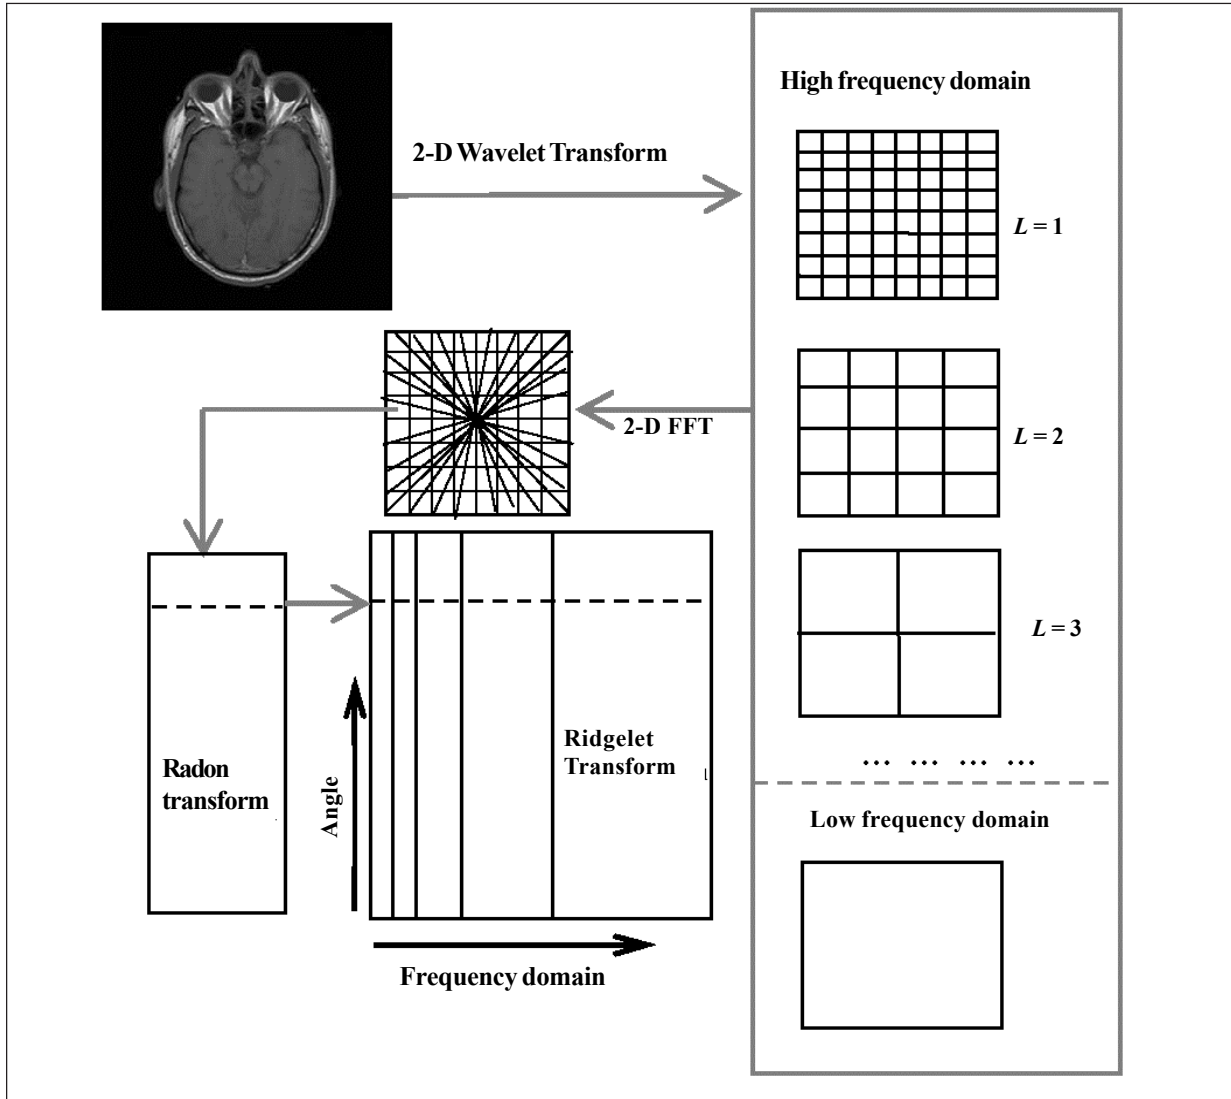 High frequency domain
2-D Wavelet Transform
L = 1
2-D FFT
L = 2
L = 3
... ... ... ...
Radon
transform
Ridgelet
Transform
Angle
Low frequency domain
Frequency domain